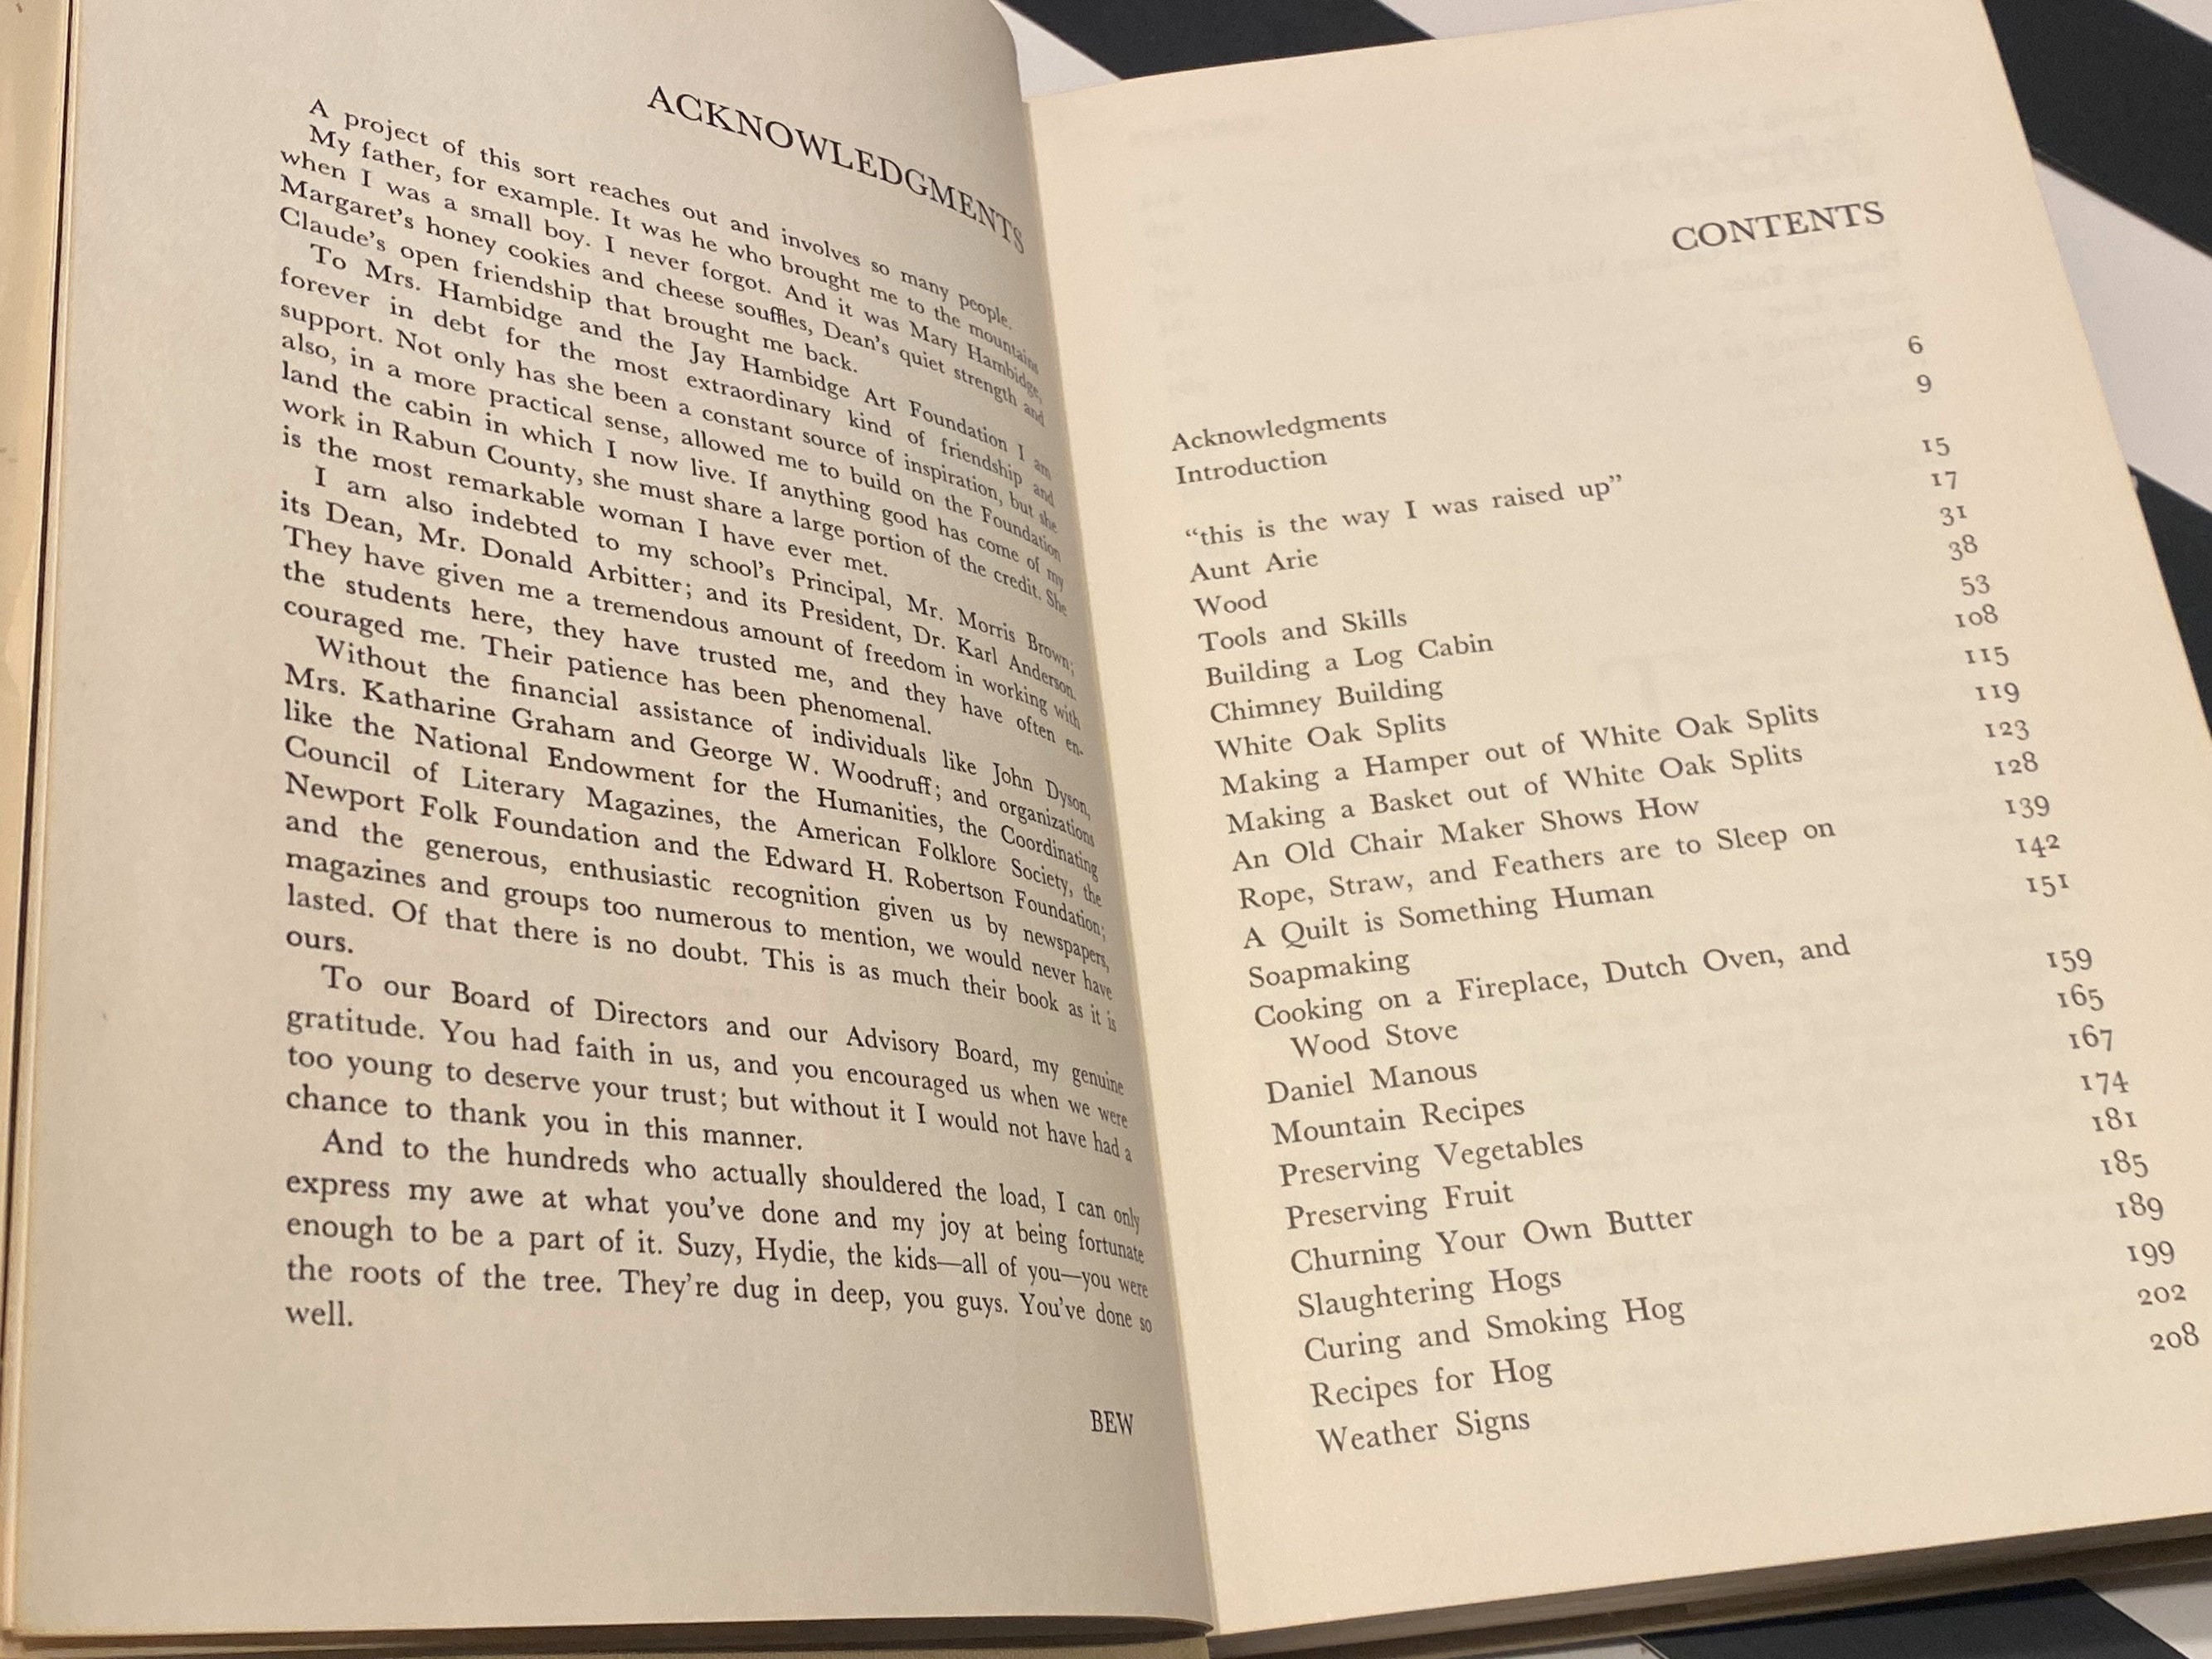 ACKNOWLEDGMENTS
A project of this sort reaches out and involves so many people.
My father, for example. It was he who brought me to the mountains
when I was a small boy. I never forgot. And it was Mary Hambidge,
Margaret's honey cookies and cheese souffles, Dean's quiet strength and
Claude's open friendship that brought me back.
To Mrs. Hambidge and the Jay Hambidge Art Foundation I am
forever in debt for the most extraordinary kind of friendship and
support. Not only has she been a constant source of inspiration, but she
also, in a more practical sense, allowed me to build on the Foundation
land the cabin in which I now live. If anything good has come of my
work in Rabun County, she must share a large portion of the credit. She
is the most remarkable woman I have ever met.
I am also indebted to my school's Principal, Mr. Morris Brown;
its Dean, Mr. Donald Arbitter; and its President, Dr. Karl Anderson.
They have given me a tremendous amount of freedom in working with
the students here, they have trusted me, and they have often en-
couraged me. Their patience has been phenomenal.
Without the financial assistance of individuals like John Dyson,
Mrs. Katharine Graham and George W. Woodruff; and organizations
like the National Endowment for the Humanities, the Coordinating
Council of Literary Magazines, the American Folklore Society, the
Newport Folk Foundation and the Edward H. Robertson Foundation;
and the generous, enthusiastic recognition given us by newspapers,
magazines and groups too numerous to mention, we would never have
lasted. Of that there is no doubt. This is as much their book as it is
ours.
To our Board of Directors and our Advisory Board, my genuine
gratitude. You had faith in us, and you encouraged us when we were
too young to deserve your trust; but without it I would not have had a
chance to thank you in this manner.
And to the hundreds who actually shouldered the load, I can only
express my awe at what you've done and my joy at being fortunate
enough to be a part of it. Suzy, Hydie, the kids—all of you—you were
the roots of the tree. They're dug in deep, you guys. You've done so
well.
BEW
CONTENTS
Acknowledgments 6
Introduction 9
“this is the way I was raised up” 15
Aunt Arie 17
Wood 31
Tools and Skills 38
Building a Log Cabin 53
Chimney Building 108
White Oak Splits 115
Making a Hamper out of White Oak Splits 119
Making a Basket out of White Oak Splits 123
An Old Chair Maker Shows How 128
Rope, Straw, and Feathers are to Sleep on 139
A Quilt is Something Human 142
Soapmaking 151
Cooking on a Fireplace, Dutch Oven, and
Wood Stove 159
Daniel Manous 165
Mountain Recipes 167
Preserving Vegetables 174
Preserving Fruit 181
Churning Your Own Butter 185
Slaughtering Hogs 189
Curing and Smoking Hog 199
Recipes for Hog 202
Weather Signs 208